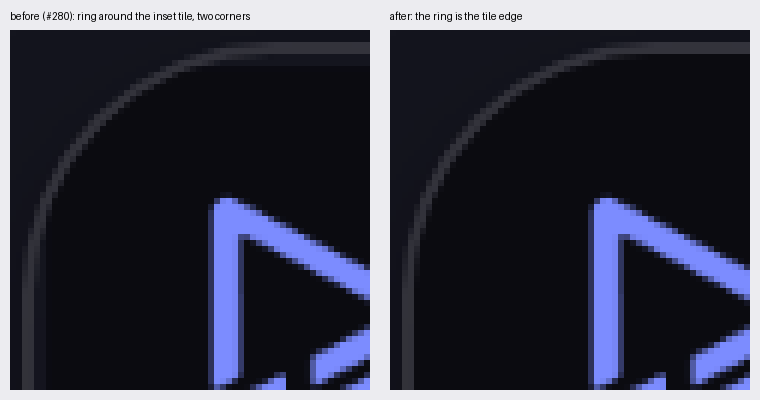 before (#280): ring around the inset tile, two corners
after: the ring is the tile edge